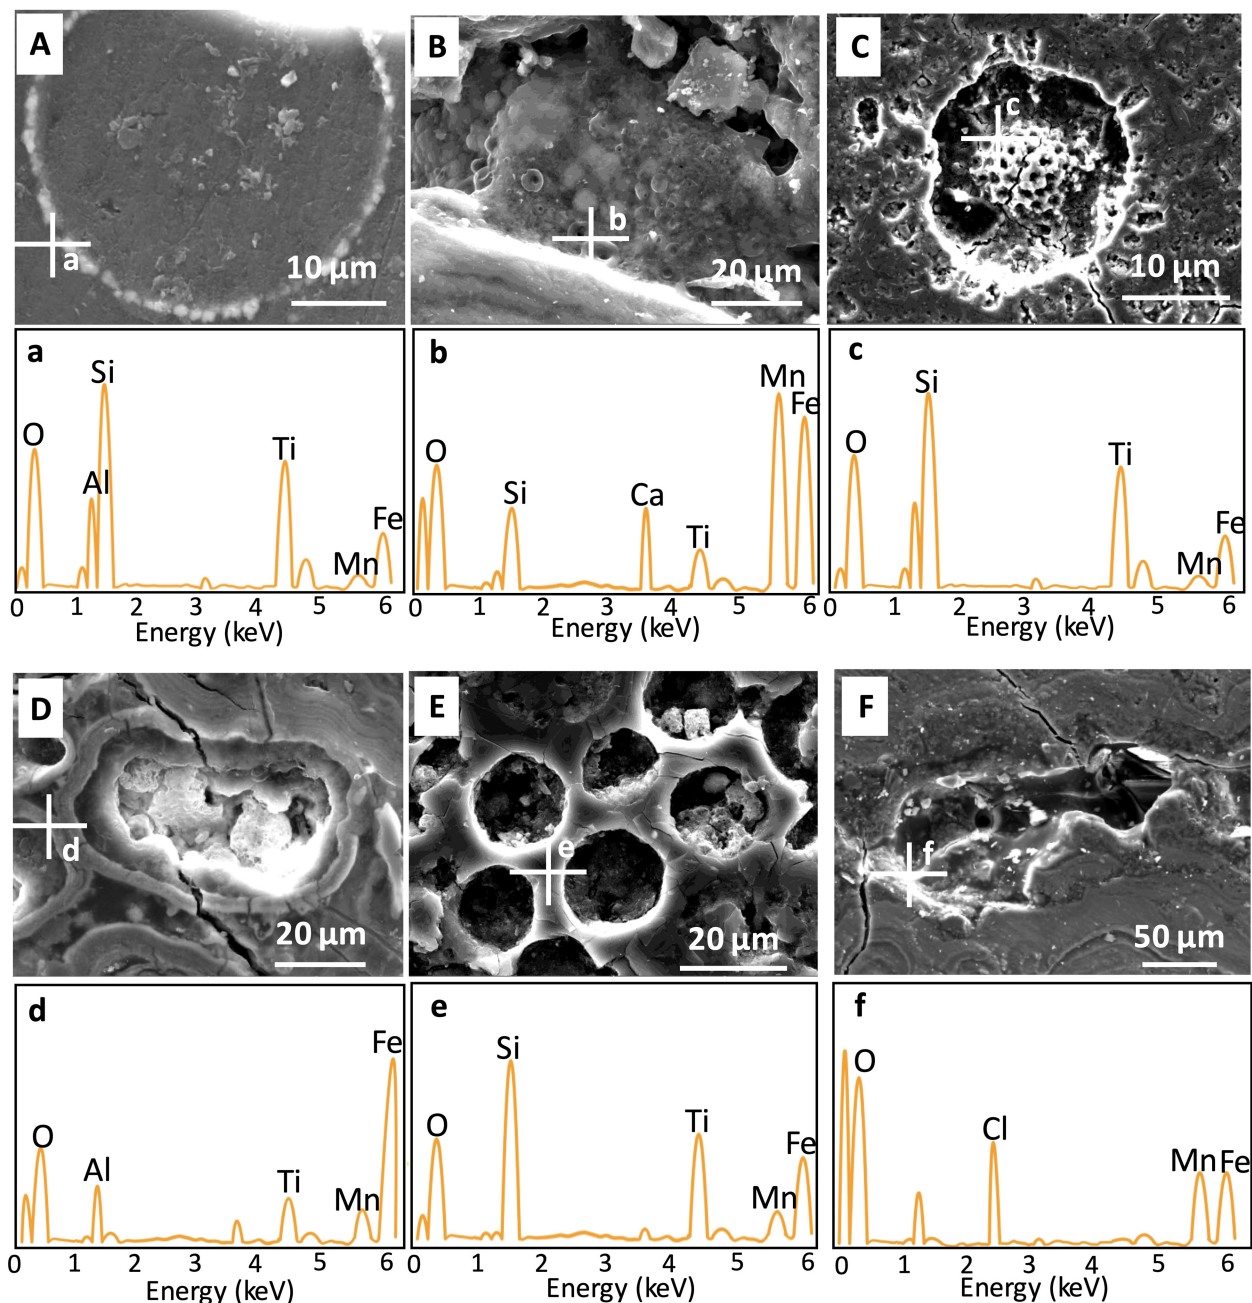 A
B
C
c
b
a
10 µm
20 µm
10 µm
a
b
c
Si
O
Al
Ti
Fe
Mn
0 1 2 3 4 5 6
Energy (keV)
Mn
Fe
O
Si
Ca
Ti
0 1 2 3 4 5 6
Energy (keV)
Si
O
Ti
Fe
Mn
0 1 2 3 4 5 6
Energy (keV)
D
E
F
d
e
f
20 µm
20 µm
50 µm
d
e
f
Fe
O
Al
Ti
Mn
0 1 2 3 4 5 6
Energy (keV)
Si
O
Ti
Fe
Mn
0 1 2 3 4 5 6
Energy (keV)
O
Cl
Mn Fe
0 1 2 3 4 5 6
Energy (keV)